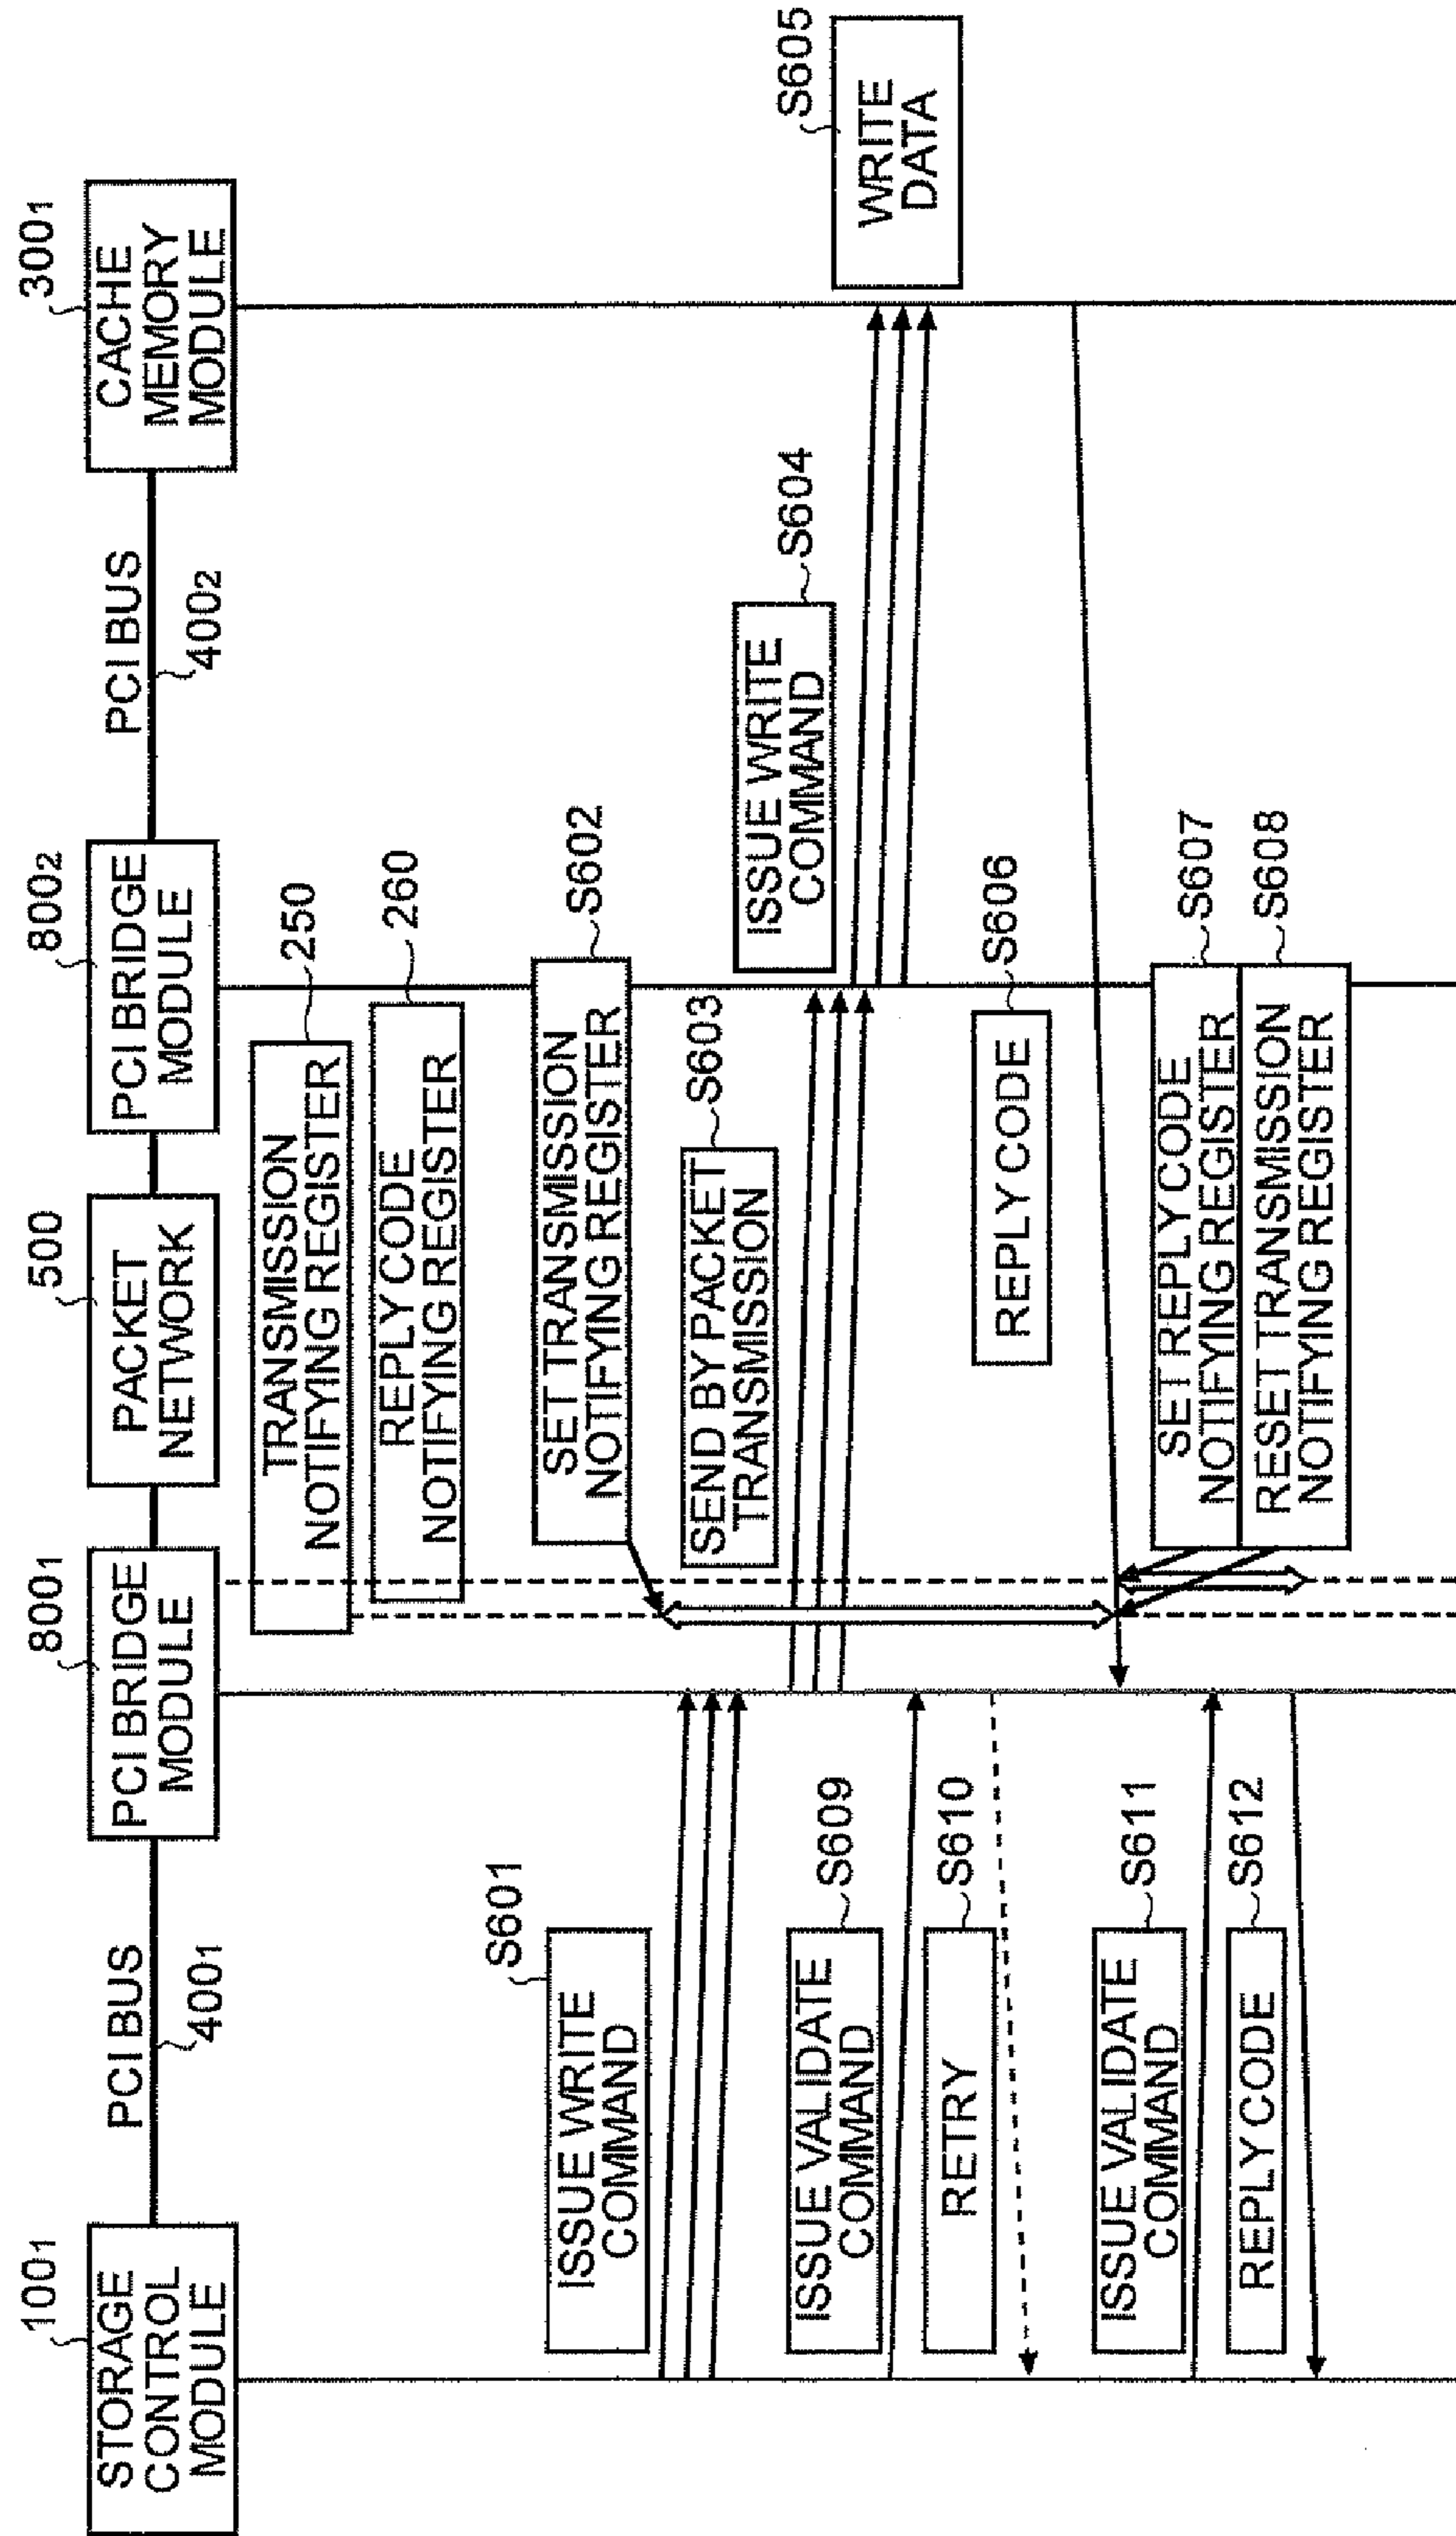 100₁
STORAGE
CONTROL
MODULE
PCI BUS
400₁
800₁
PCI BRIDGE
MODULE
500
PACKET
NETWORK
800₂
PCI BRIDGE
MODULE
PCI BUS
400₂
300₁
CACHE
MEMORY
MODULE
TRANSMISSION
NOTIFYING REGISTER
250
REPLY CODE
NOTIFYING REGISTER
260
S601
ISSUE WRITE
COMMAND
SET TRANSMISSION
NOTIFYING REGISTER
S602
SEND BY PACKET
TRANSMISSION
S603
ISSUE WRITE
COMMAND
S604
S605
WRITE
DATA
ISSUE VALIDATE
COMMAND
S609
RETRY
S610
REPLY CODE
S606
ISSUE VALIDATE
COMMAND
S611
REPLY CODE
S612
SET REPLY CODE
NOTIFYING REGISTER
S607
RESET TRANSMISSION
NOTIFYING REGISTER
S608